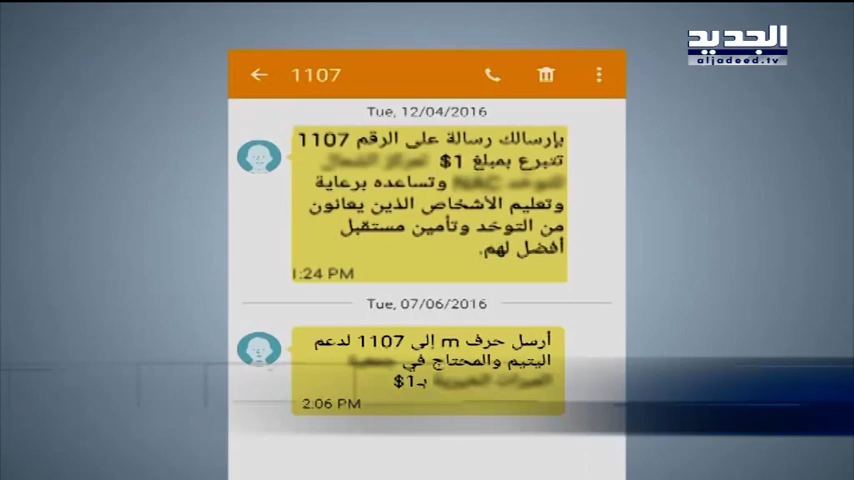 الجديد
aljadeed.tv
1107
Tue, 12/04/2016
بإرسالك رسالة على الرقم 1107
تتبرع بمبلغ 1$
وتساعده برعاية
وتعليم الأشخاص الذين يعانون
من التوحّد وتأمين مستقبل
أفضل لهم.
1:24 PM
Tue, 07/06/2016
أرسل حرف m إلى 1107 لدعم
اليتيم والمحتاج في
بـ1$
2:06 PM